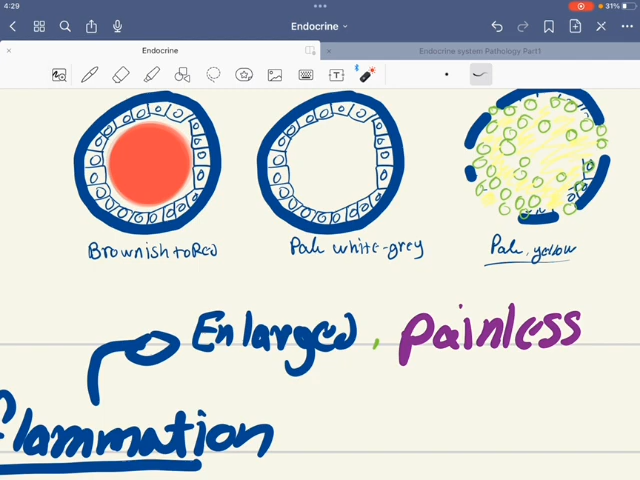 4:29
31%
Endocrine
Endocrine
Endocrine system Pathology Part1
Brownish to Red
Pale white-grey
Pale, yellow
Enlarged, Painless
flammation